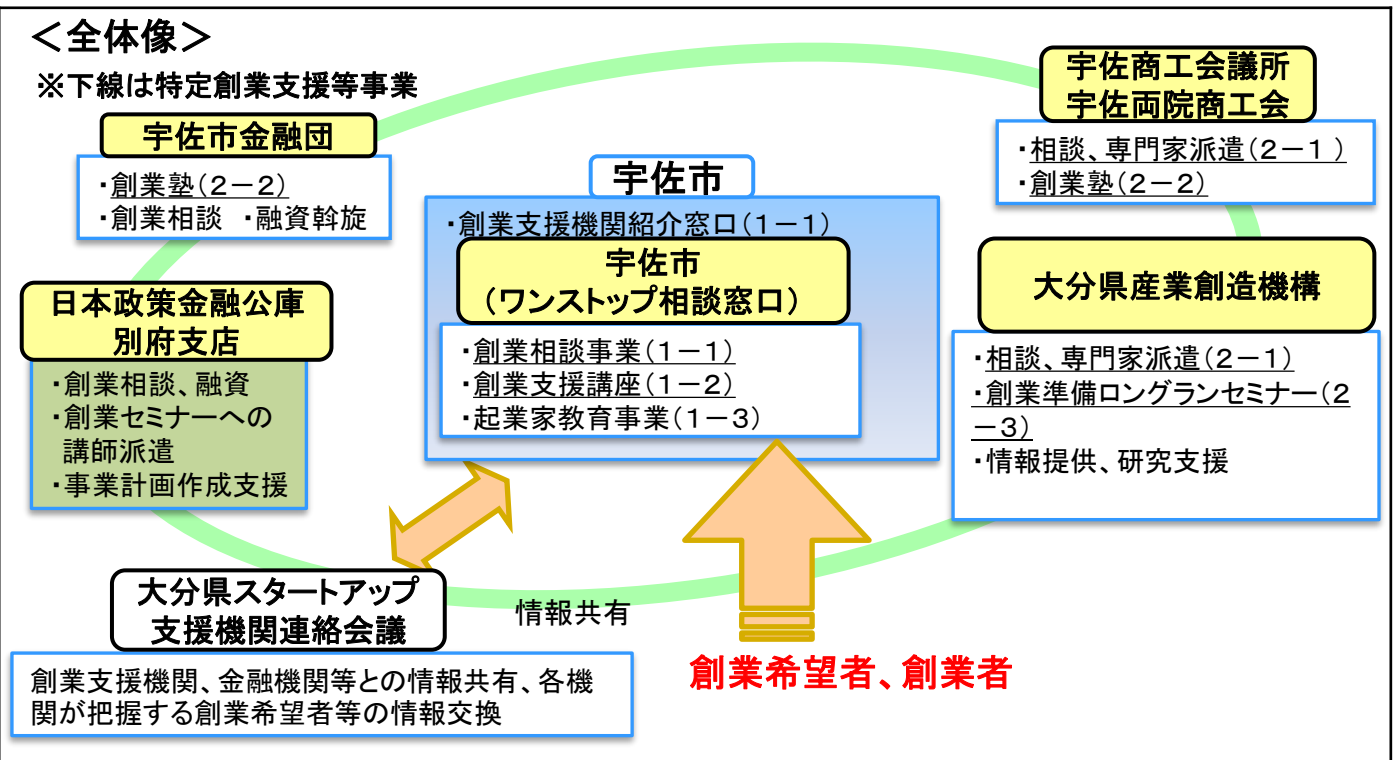 ＜全体像＞
※下線は特定創業支援等事業
宇佐市金融団
・創業塾（２－２）
・創業相談　・融資斡旋
宇佐商工会議所
宇佐両院商工会
・相談、専門家派遣（２－１）
・創業塾（２－２）
宇佐市
・創業支援機関紹介窓口（１－１）
宇佐市
（ワンストップ相談窓口）
・創業相談事業（１－１）
・創業支援講座（１－２）
・起業家教育事業（１－３）
日本政策金融公庫
別府支店
・創業相談、融資
・創業セミナーへの
講師派遣
・事業計画作成支援
大分県産業創造機構
・相談、専門家派遣（２－１）
・創業準備ロングランセミナー（２
－３）
・情報提供、研究支援
大分県スタートアップ
支援機関連絡会議
情報共有
創業支援機関、金融機関等との情報共有、各機
関が把握する創業希望者等の情報交換
創業希望者、創業者